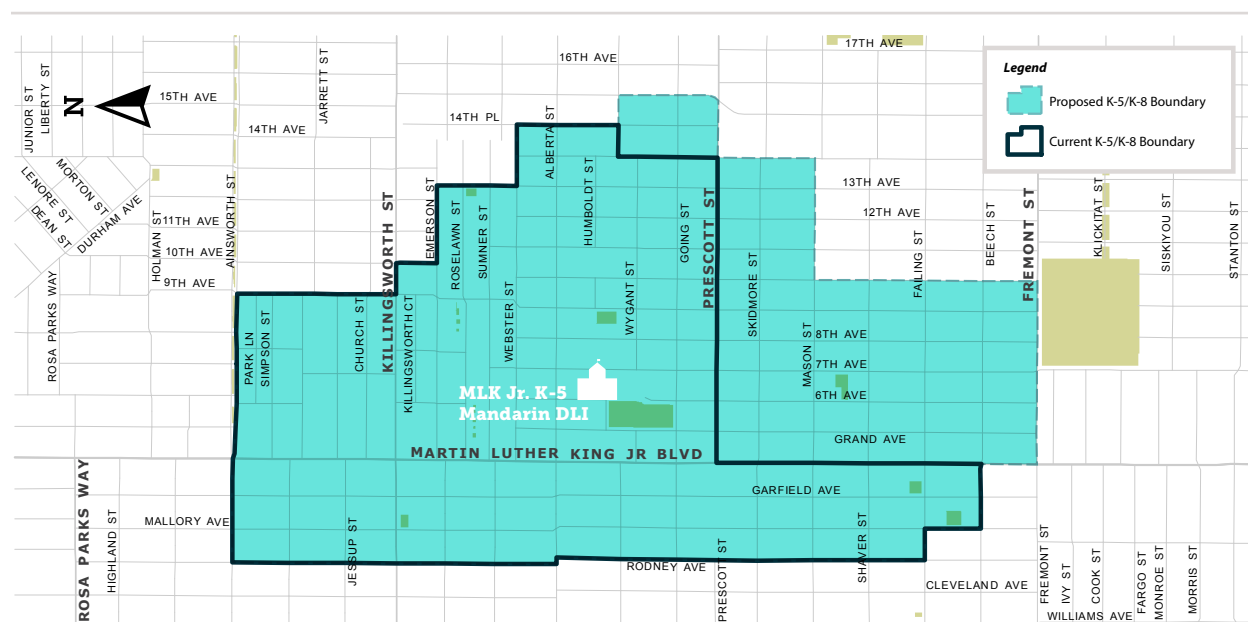 17TH AVE
16TH AVE
15TH AVE
14TH AVE
14TH PL
13TH AVE
12TH AVE
11TH AVE
10TH AVE
9TH AVE
8TH AVE
7TH AVE
6TH AVE
GRAND AVE
MARTIN LUTHER KING JR BLVD
GARFIELD AVE
MALLORY AVE
RODNEY AVE
CLEVELAND AVE
WILLIAMS AVE
N
JUNIOR ST
LIBERTY ST
LENORE ST
MORTON ST
DEAN ST
DURHAM AVE
ROSA PARKS WAY
ROSA PARKS WAY
HIGHLAND ST
HOLMAN ST
AINSWORTH ST
PARK LN
SIMPSON ST
JARRETT ST
JESSUP ST
CHURCH ST
KILLINGSWORTH ST
KILLINGSWORTH CT
EMERSON ST
ROSELAWN ST
SUMNER ST
WEBSTER ST
ALBERTA ST
HUMBOLDT ST
WYGANT ST
GOING ST
PRESCOTT ST
PRESCOTT ST
SKIDMORE ST
MASON ST
SHAVER ST
FAILING ST
BEECH ST
FREMONT ST
FREMONT ST
IVY ST
KLICKITAT ST
COOK ST
FARGO ST
MONROE ST
SISKIYOU ST
MORRIS ST
STANTON ST
MLK Jr. K-5
Mandarin DLI
Legend
Proposed K-5/K-8 Boundary
Current K-5/K-8 Boundary